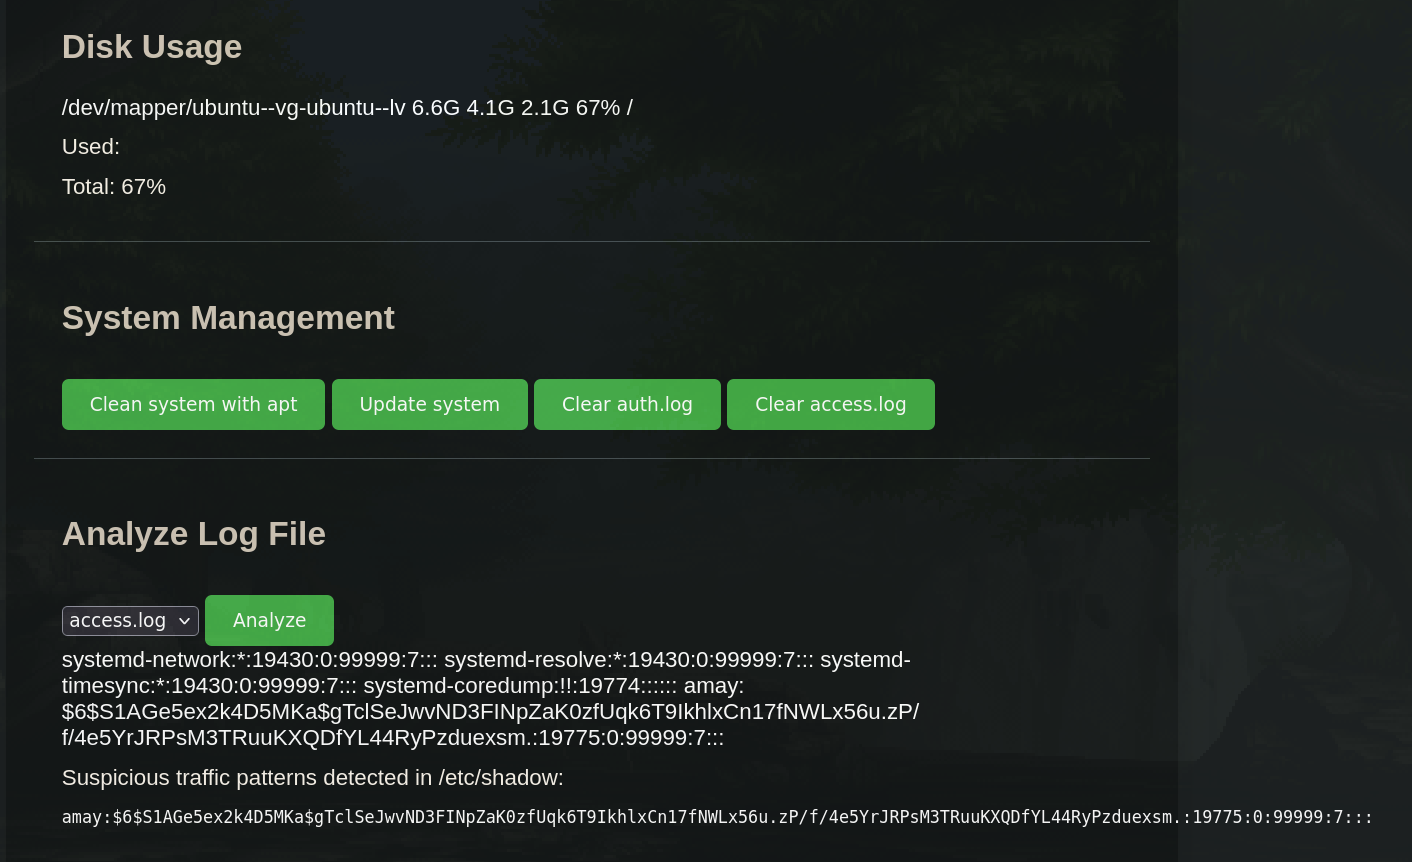 Disk Usage
/dev/mapper/ubuntu--vg-ubuntu--lv 6.6G 4.1G 2.1G 67% /
Used:
Total: 67%
System Management
Clean system with apt Update system Clear auth.log Clear access.log
Analyze Log File
access.log Analyze
systemd-network:*:19430:0:99999:7::: systemd-resolve:*:19430:0:99999:7::: systemd-
timesync:*:19430:0:99999:7::: systemd-coredump:!!:19774:::::: amay:
$6$S1AGe5ex2k4D5MKa$gTclSeJwvND3FINpZaK0zfUqk6T9IkhlxCn17fNWLx56u.zP/
f/4e5YrJRPsM3TRuuKXQDfYL44RyPzduexsm.:19775:0:99999:7:::
Suspicious traffic patterns detected in /etc/shadow:
amay:$6$S1AGe5ex2k4D5MKa$gTclSeJwvND3FINpZaK0zfUqk6T9IkhlxCn17fNWLx56u.zP/f/4e5YrJRPsM3TRuuKXQDfYL44RyPzduexsm.:19775:0:99999:7:::